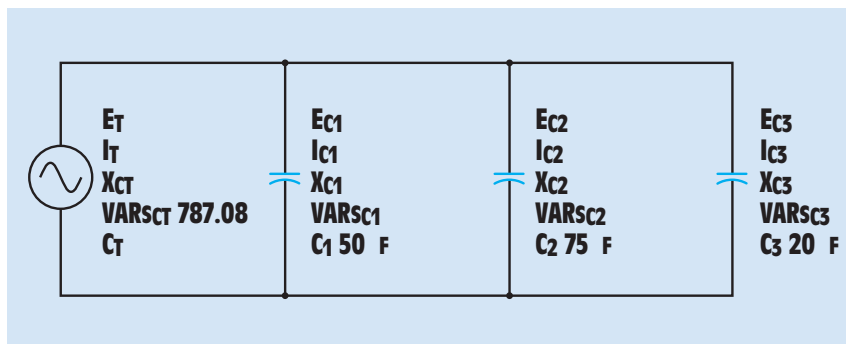 ET
IT
XCT
VARSCT 787.08
CT
EC1
IC1
XC1
VARSC1
C1 50 F
EC2
IC2
XC2
VARSC2
C2 75 F
EC3
IC3
XC3
VARSC3
C3 20 F